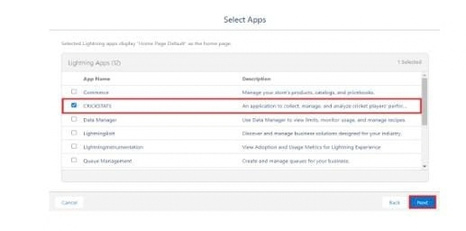 Select Apps
Selected Lightning apps display "Home Page Default" as the home page.
Lightning Apps (12) 1 Selected
App Name Description
Commerce Manage your store's products, catalogs, and pricebooks.
CRICKSTATS An application to collect, manage, and analyze cricket players' perfor...
Data Manager Use Data Manager to view limits, monitor usage, and manage recipes.
LightningBolt Discover and manage business solutions designed for your industry.
LightningInstrumentation View Adoption and Usage Metrics for Lightning Experience
Queue Management Create and manage queues for your business.
Cancel Back Next